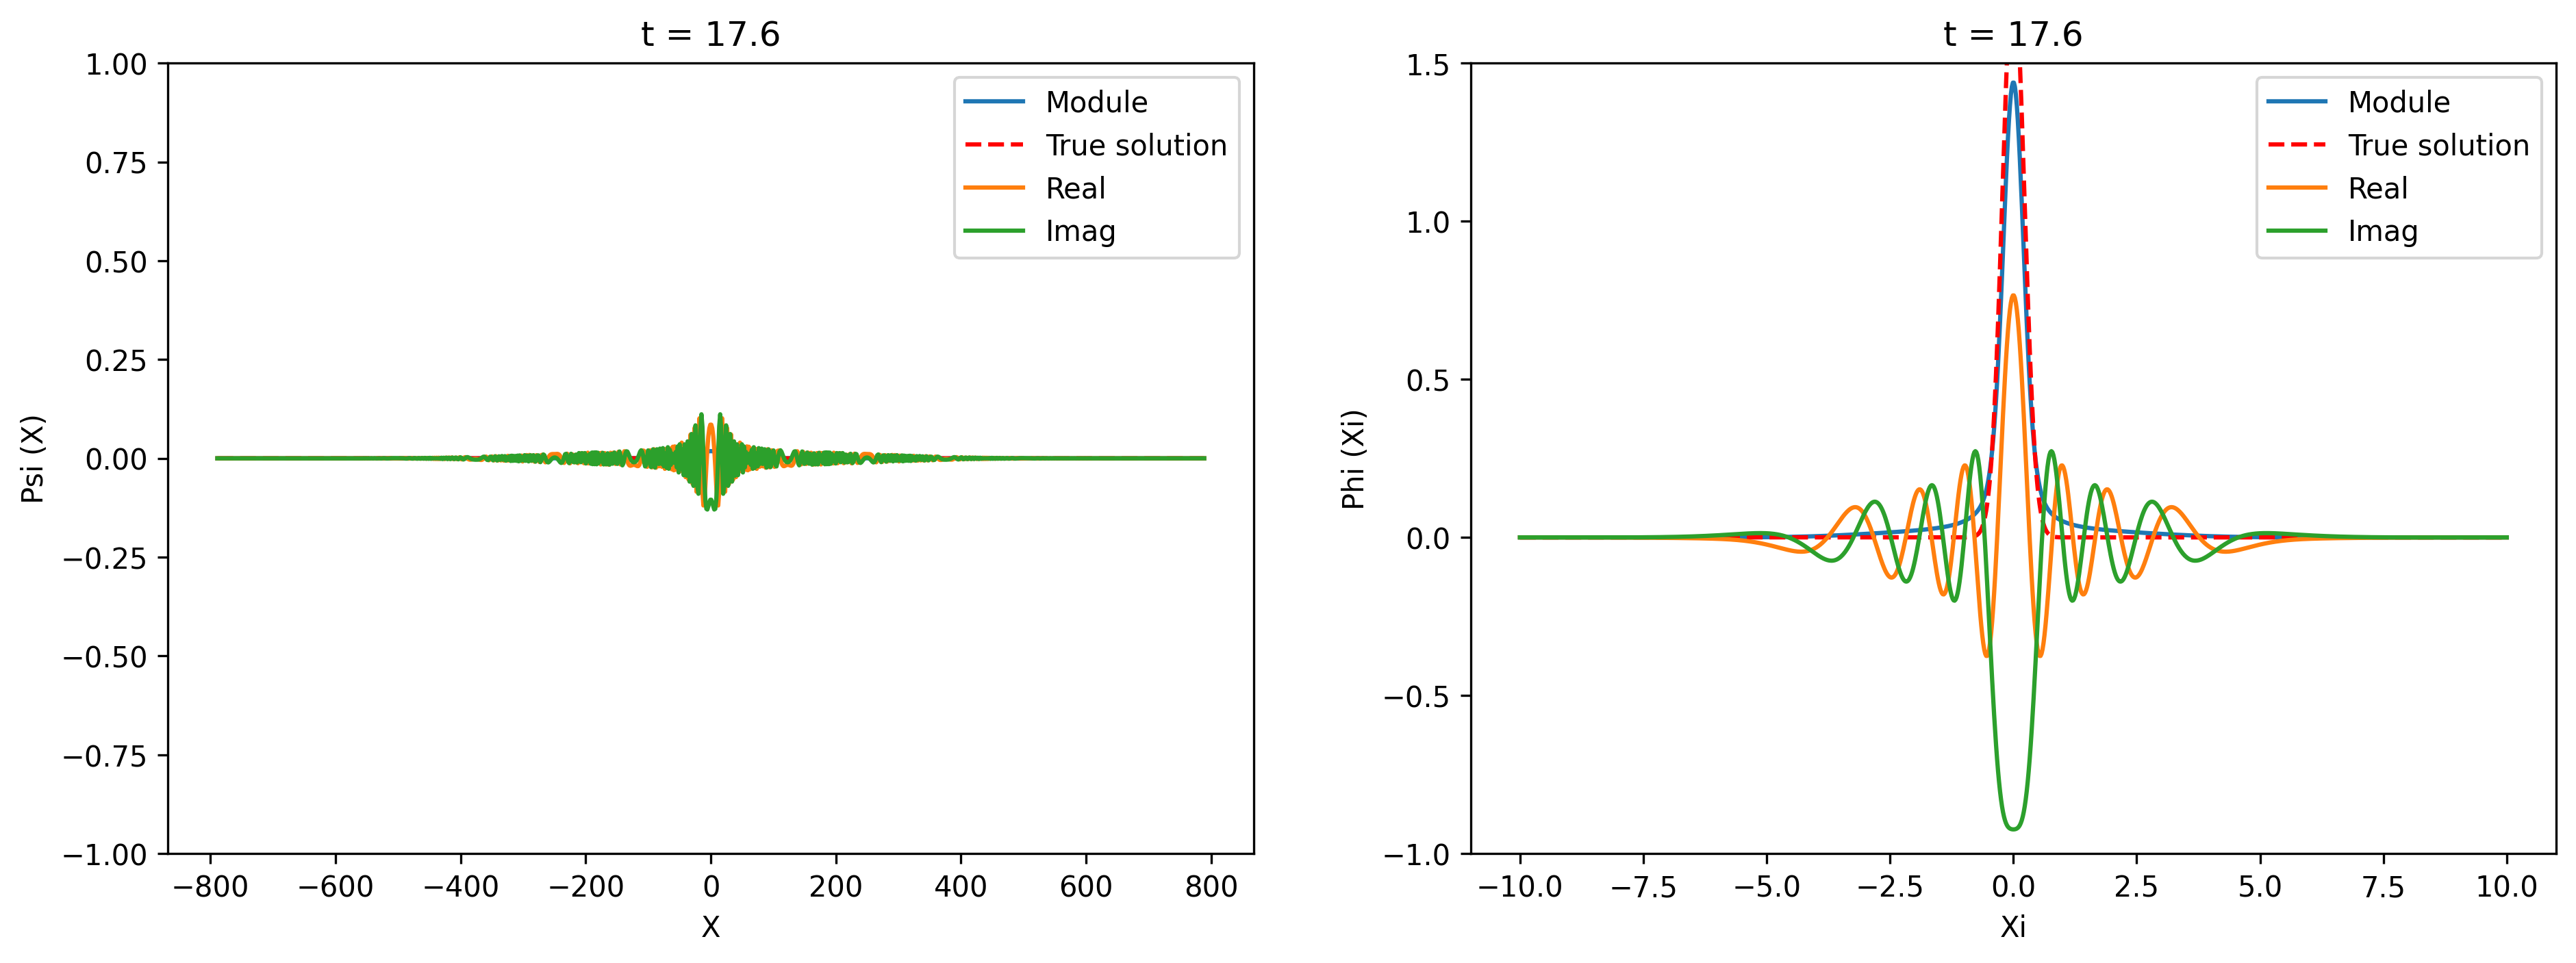 t = 17.6
1.00
0.75
0.50
0.25
0.00
−0.25
−0.50
−0.75
−1.00
Psi (X)
−800 −600 −400 −200 0 200 400 600 800
X
Module
True solution
Real
Imag
t = 17.6
1.5
1.0
0.5
0.0
−0.5
−1.0
Phi (Xi)
−10.0 −7.5 −5.0 −2.5 0.0 2.5 5.0 7.5 10.0
Xi
Module
True solution
Real
Imag